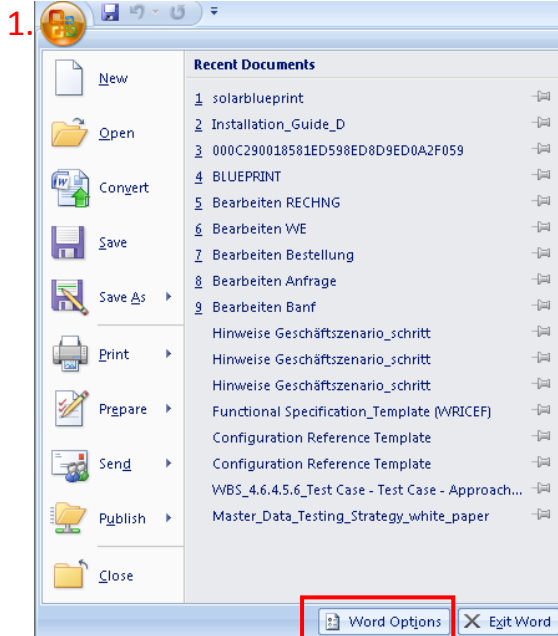 1.
New
Open
Convert
Save
Save As
Print
Prepare
Send
Publish
Close
Recent Documents
1 solarblueprint
2 Installation_Guide_D
3 000C290018581ED598ED8D9ED0A2F059
4 BLUEPRINT
5 Bearbeiten RECHNG
6 Bearbeiten WE
7 Bearbeiten Bestellung
8 Bearbeiten Anfrage
9 Bearbeiten Banf
Hinweise Geschäftszenario_schritt
Hinweise Geschäftszenario_schritt
Hinweise Geschäftszenario_schritt
Functional Specification_Template (WRICEF)
Configuration Reference Template
Configuration Reference Template
WBS_4.6.4.5.6_Test Case - Test Case - Approach...
Master_Data_Testing_Strategy_white_paper
Word Options
Exit Word